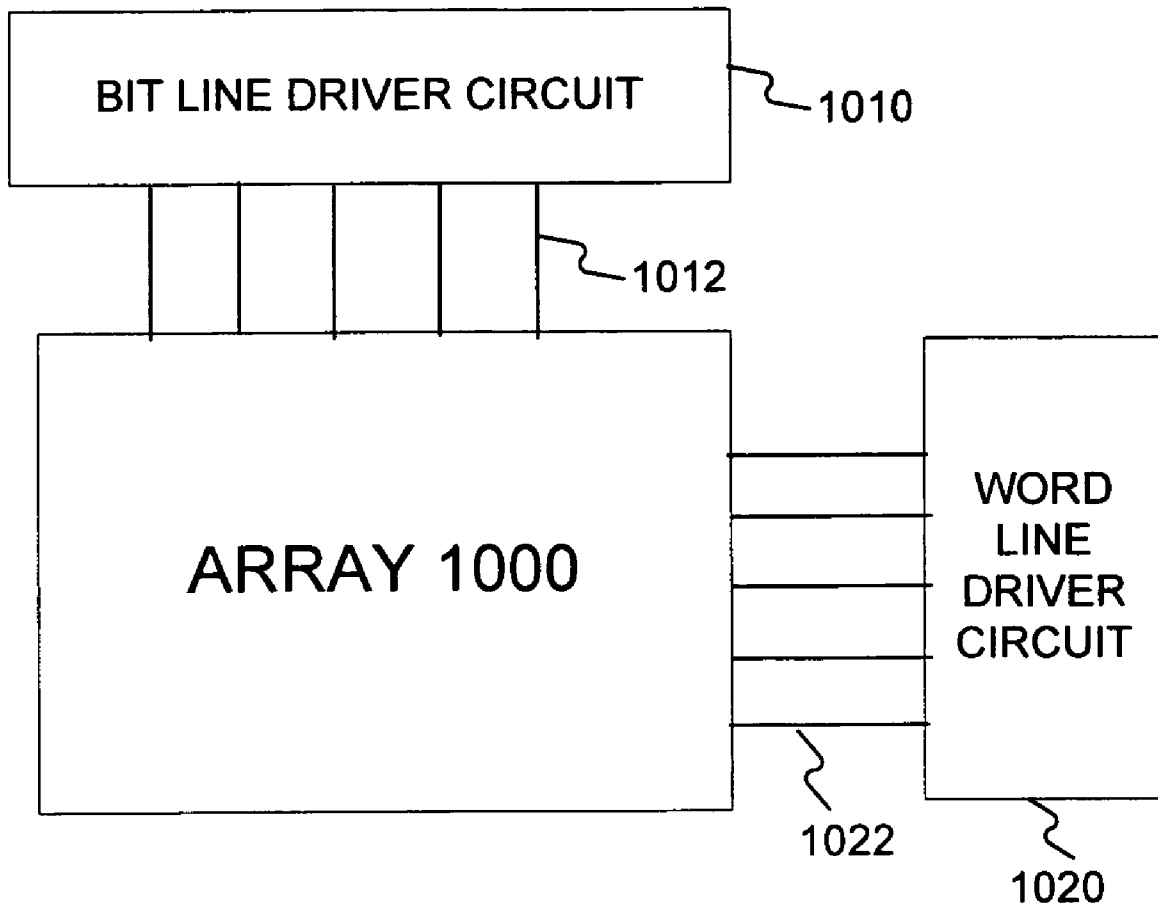 BIT LINE DRIVER CIRCUIT
1010
1012
ARRAY 1000
WORD
LINE
DRIVER
CIRCUIT
1022
1020